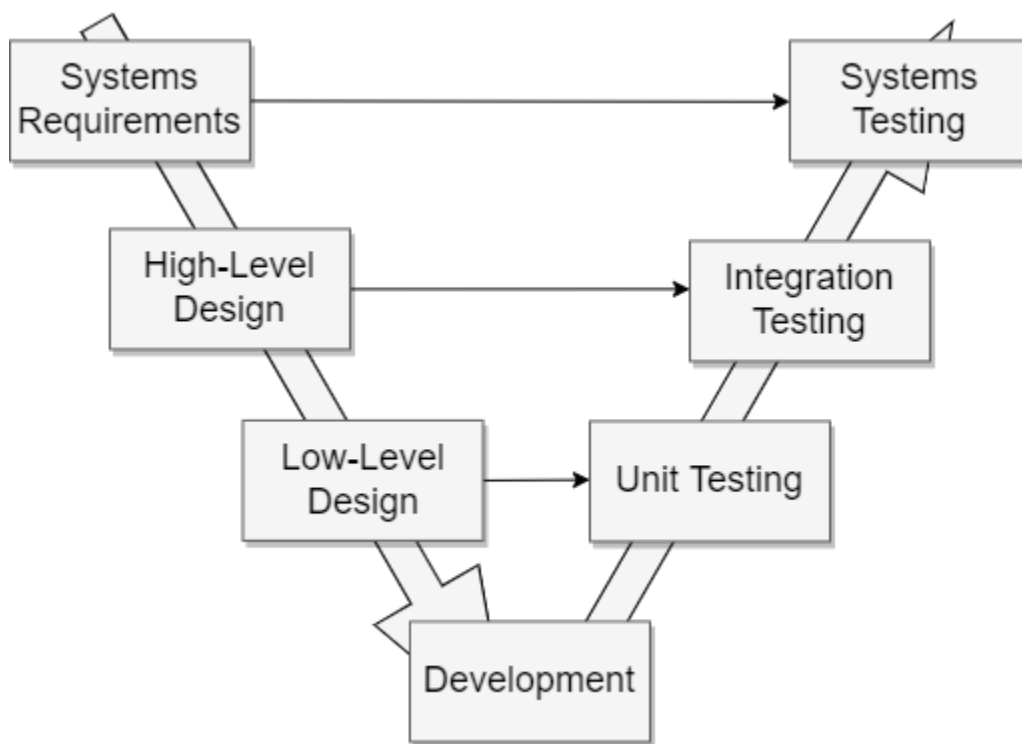 Systems
Requirements
Systems
Testing
High-Level
Design
Integration
Testing
Low-Level
Design
Unit Testing
Development